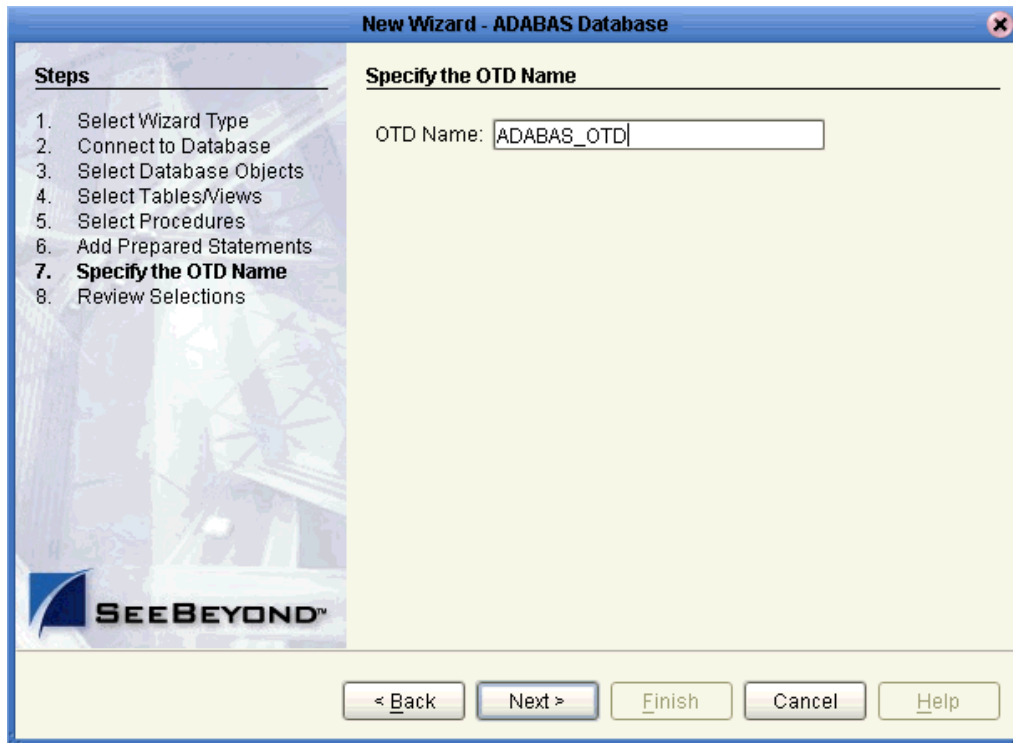 New Wizard - ADABAS Database
Steps
1. Select Wizard Type
2. Connect to Database
3. Select Database Objects
4. Select Tables/Views
5. Select Procedures
6. Add Prepared Statements
7. Specify the OTD Name
8. Review Selections
SEEBEYOND™
Specify the OTD Name
OTD Name: ADABAS_OTD
< Back Next > Finish Cancel Help